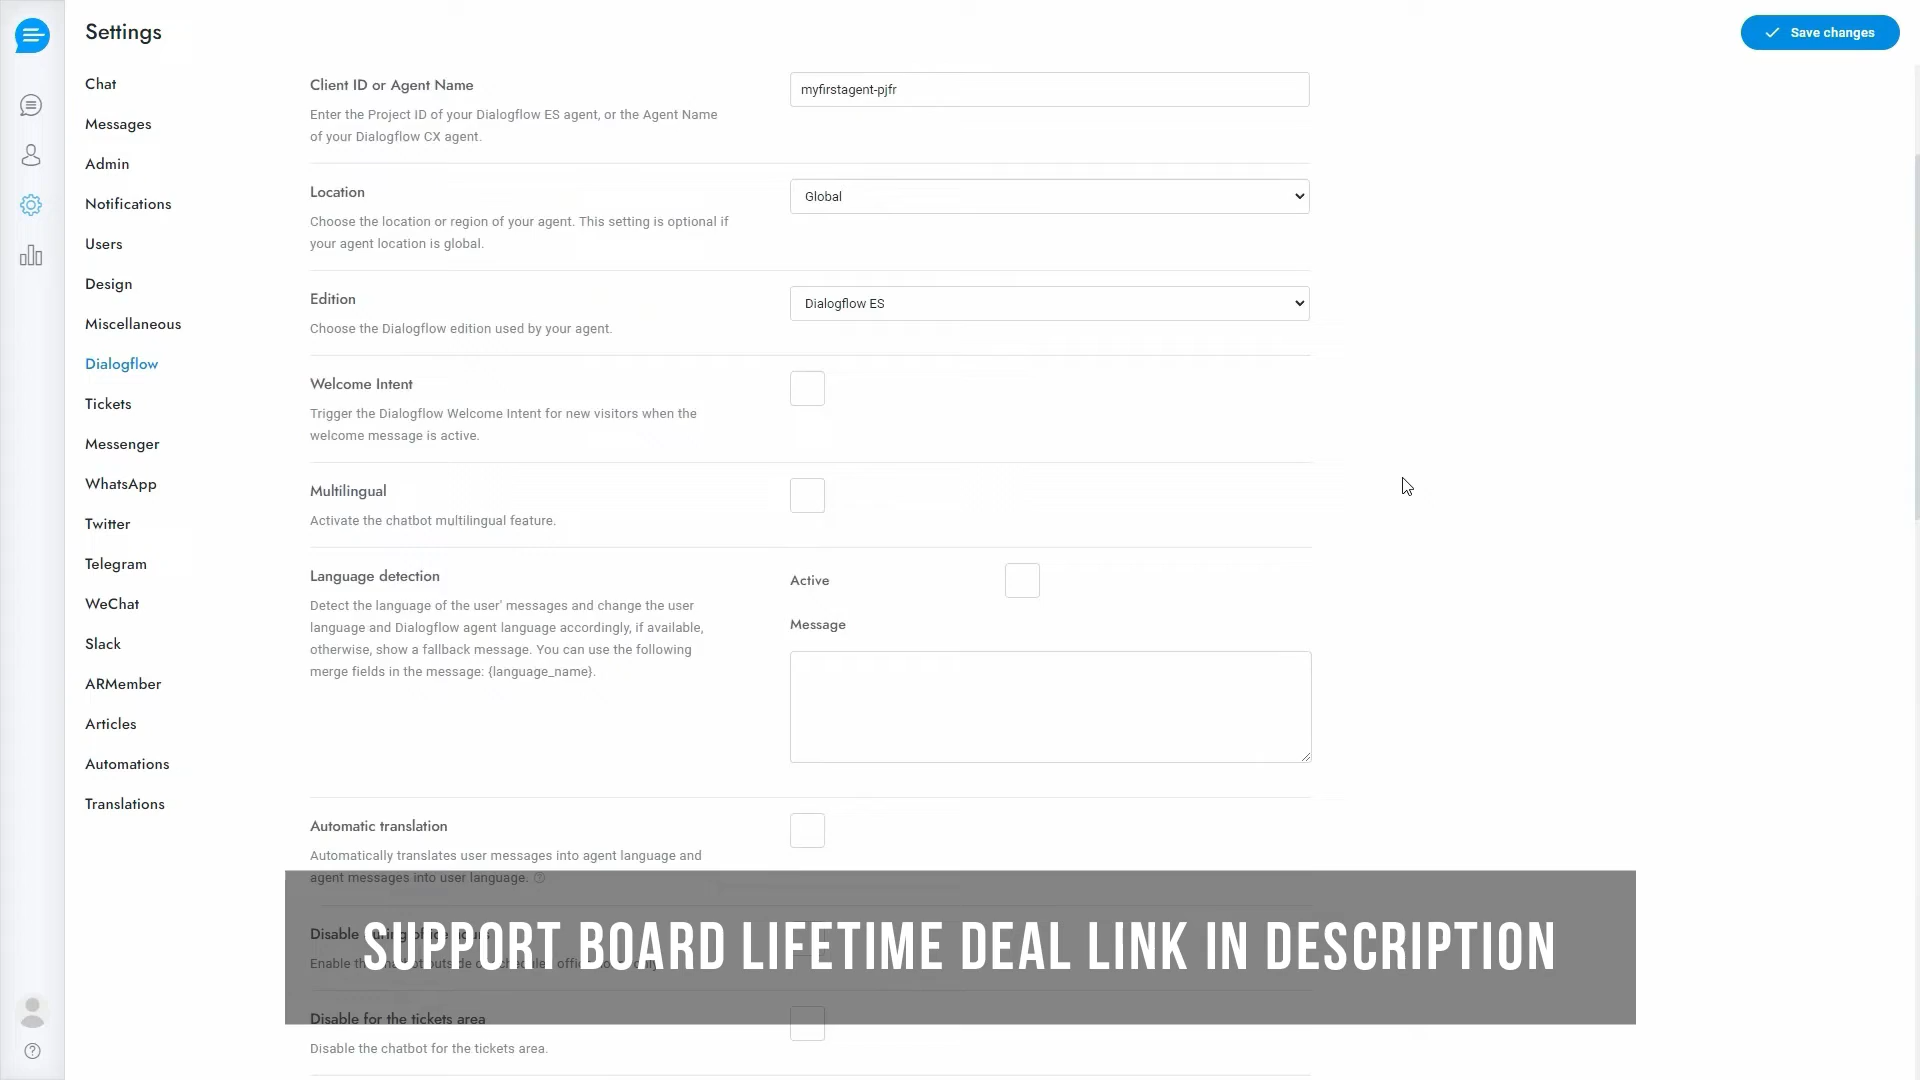 Settings
Save changes
Chat
Messages
Admin
Notifications
Users
Design
Miscellaneous
Dialogflow
Tickets
Messenger
WhatsApp
Twitter
Telegram
WeChat
Slack
ARMember
Articles
Automations
Translations
Client ID or Agent Name
Enter the Project ID of your Dialogflow ES agent, or the Agent Name
of your Dialogflow CX agent.
myfirstagent-pjfr
Location
Choose the location or region of your agent. This setting is optional if
your agent location is global.
Global
Edition
Choose the Dialogflow edition used by your agent.
Dialogflow ES
Welcome Intent
Trigger the Dialogflow Welcome Intent for new visitors when the
welcome message is active.
Multilingual
Activate the chatbot multilingual feature.
Language detection
Detect the language of the user' messages and change the user
language and Dialogflow agent language accordingly, if available,
otherwise, show a fallback message. You can use the following
merge fields in the message: {language_name}.
Active
Message
Automatic translation
Automatically translates user messages into agent language and
agent messages into user language.
Disable
Enable
SUPPORT BOARD LIFETIME DEAL LINK IN DESCRIPTION
Disable for the tickets area
Disable the chatbot for the tickets area.